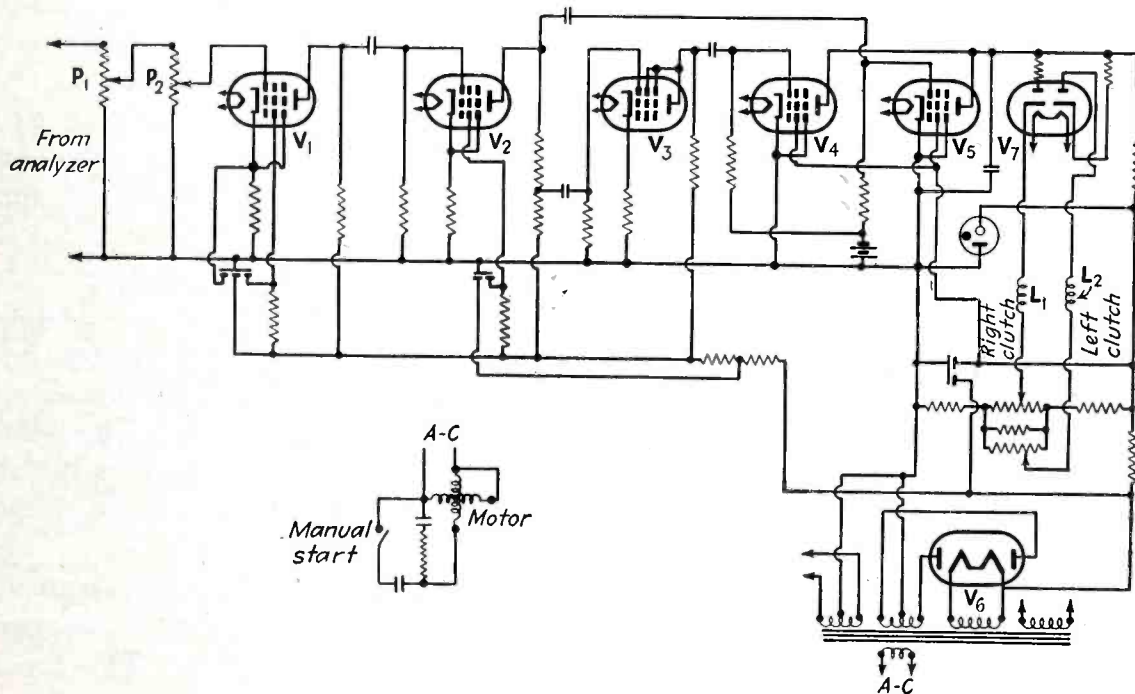 P1
P2
From
analyzer
V1
V2
V3
V4
V5
V7
L1
L2
Right
clutch
Left
clutch
A-C
Manual
start
Motor
V6
A-C